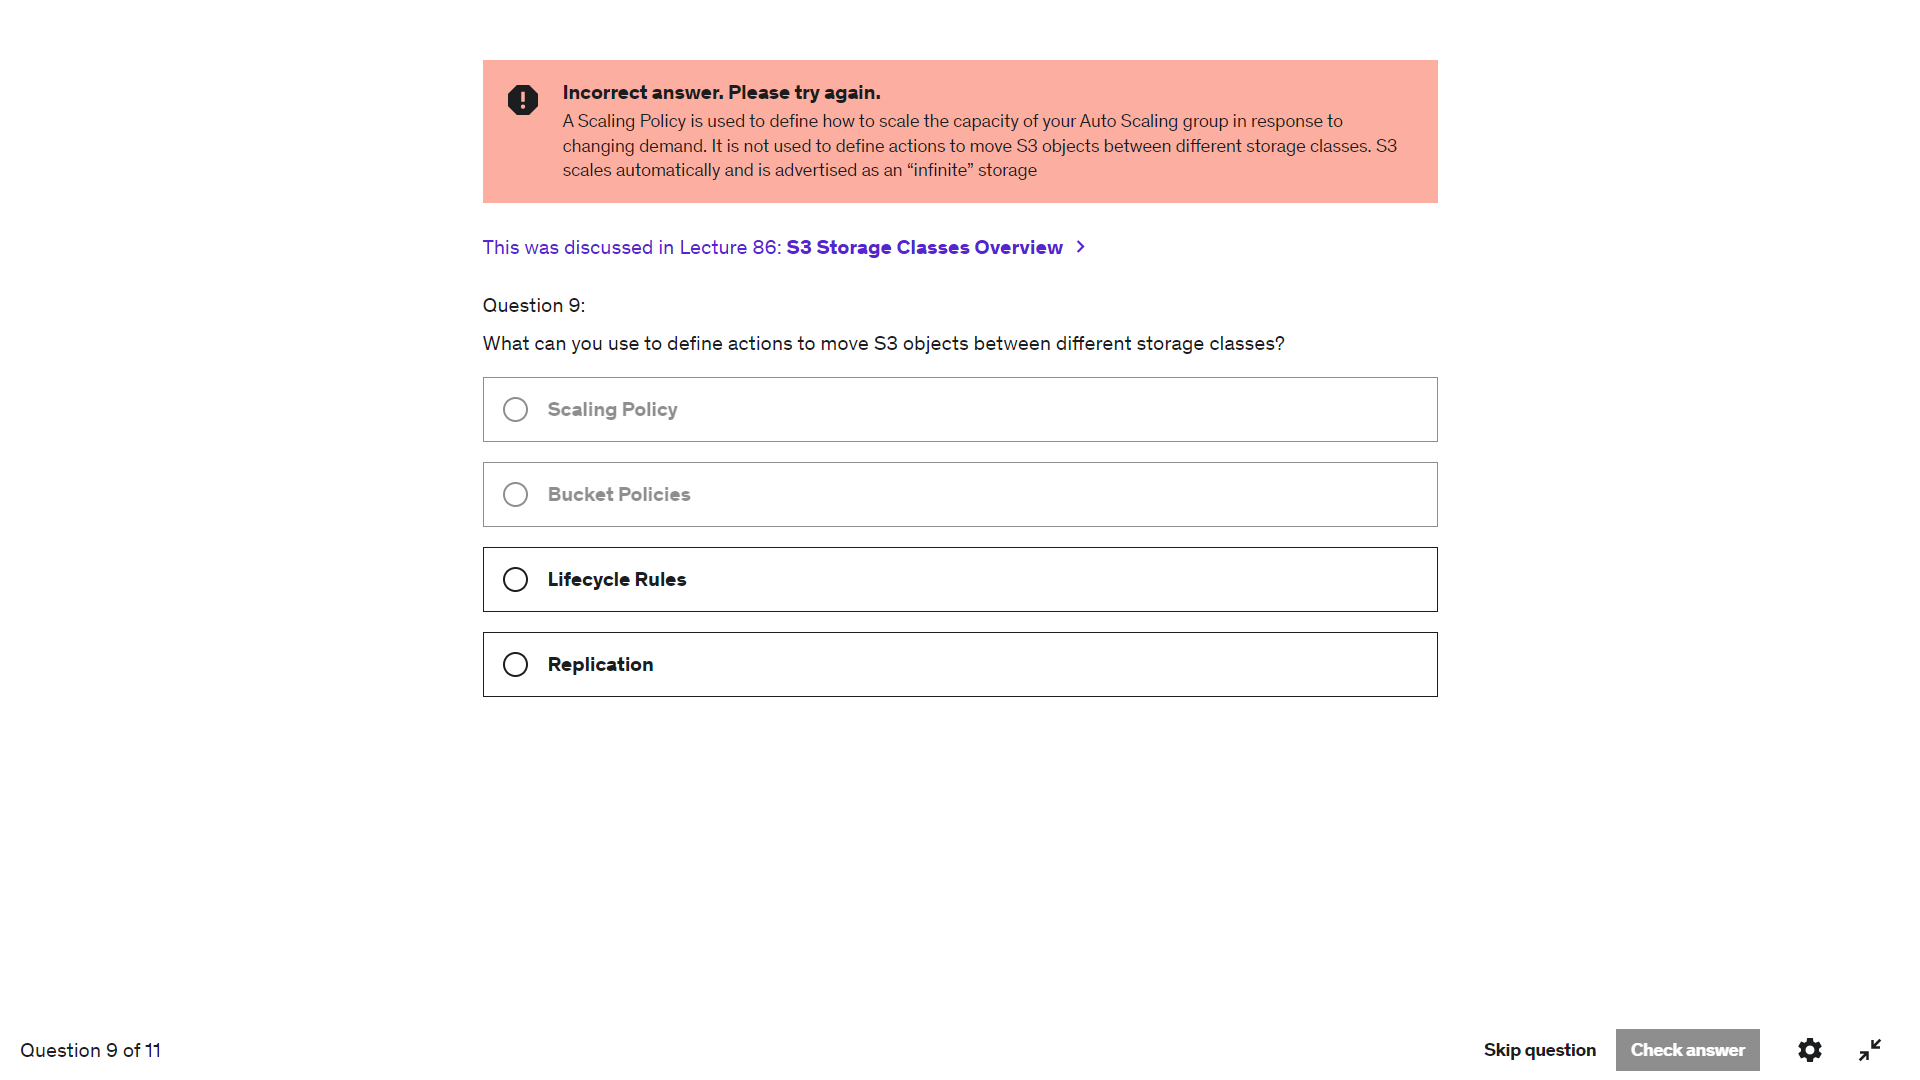 Incorrect answer. Please try again.
A Scaling Policy is used to define how to scale the capacity of your Auto Scaling group in response to
changing demand. It is not used to define actions to move S3 objects between different storage classes. S3
scales automatically and is advertised as an “infinite” storage
This was discussed in Lecture 86: S3 Storage Classes Overview
Question 9:
What can you use to define actions to move S3 objects between different storage classes?
Scaling Policy
Bucket Policies
Lifecycle Rules
Replication
Question 9 of 11
Skip question
Check answer